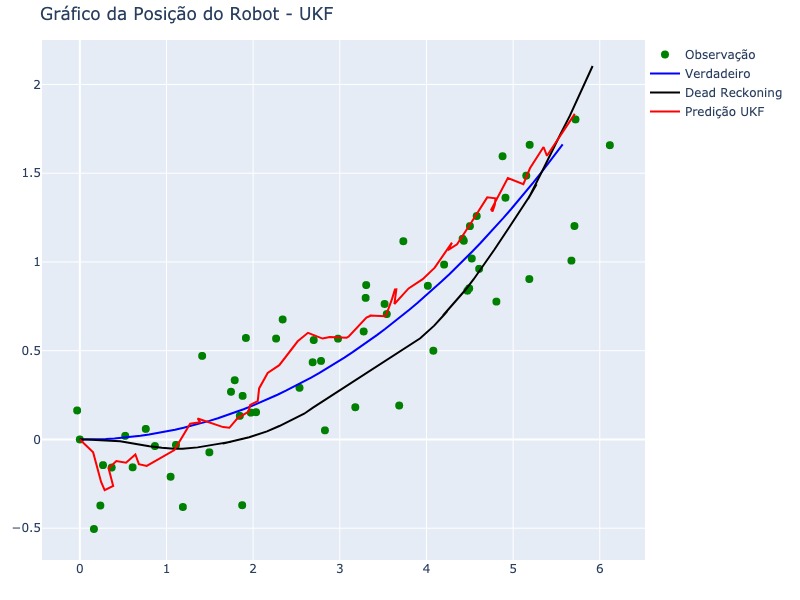 Gráfico da Posição do Robot - UKF
Observação
Verdadeiro
Dead Reckoning
Predição UKF
2
1.5
1
0.5
0
−0.5
0 1 2 3 4 5 6